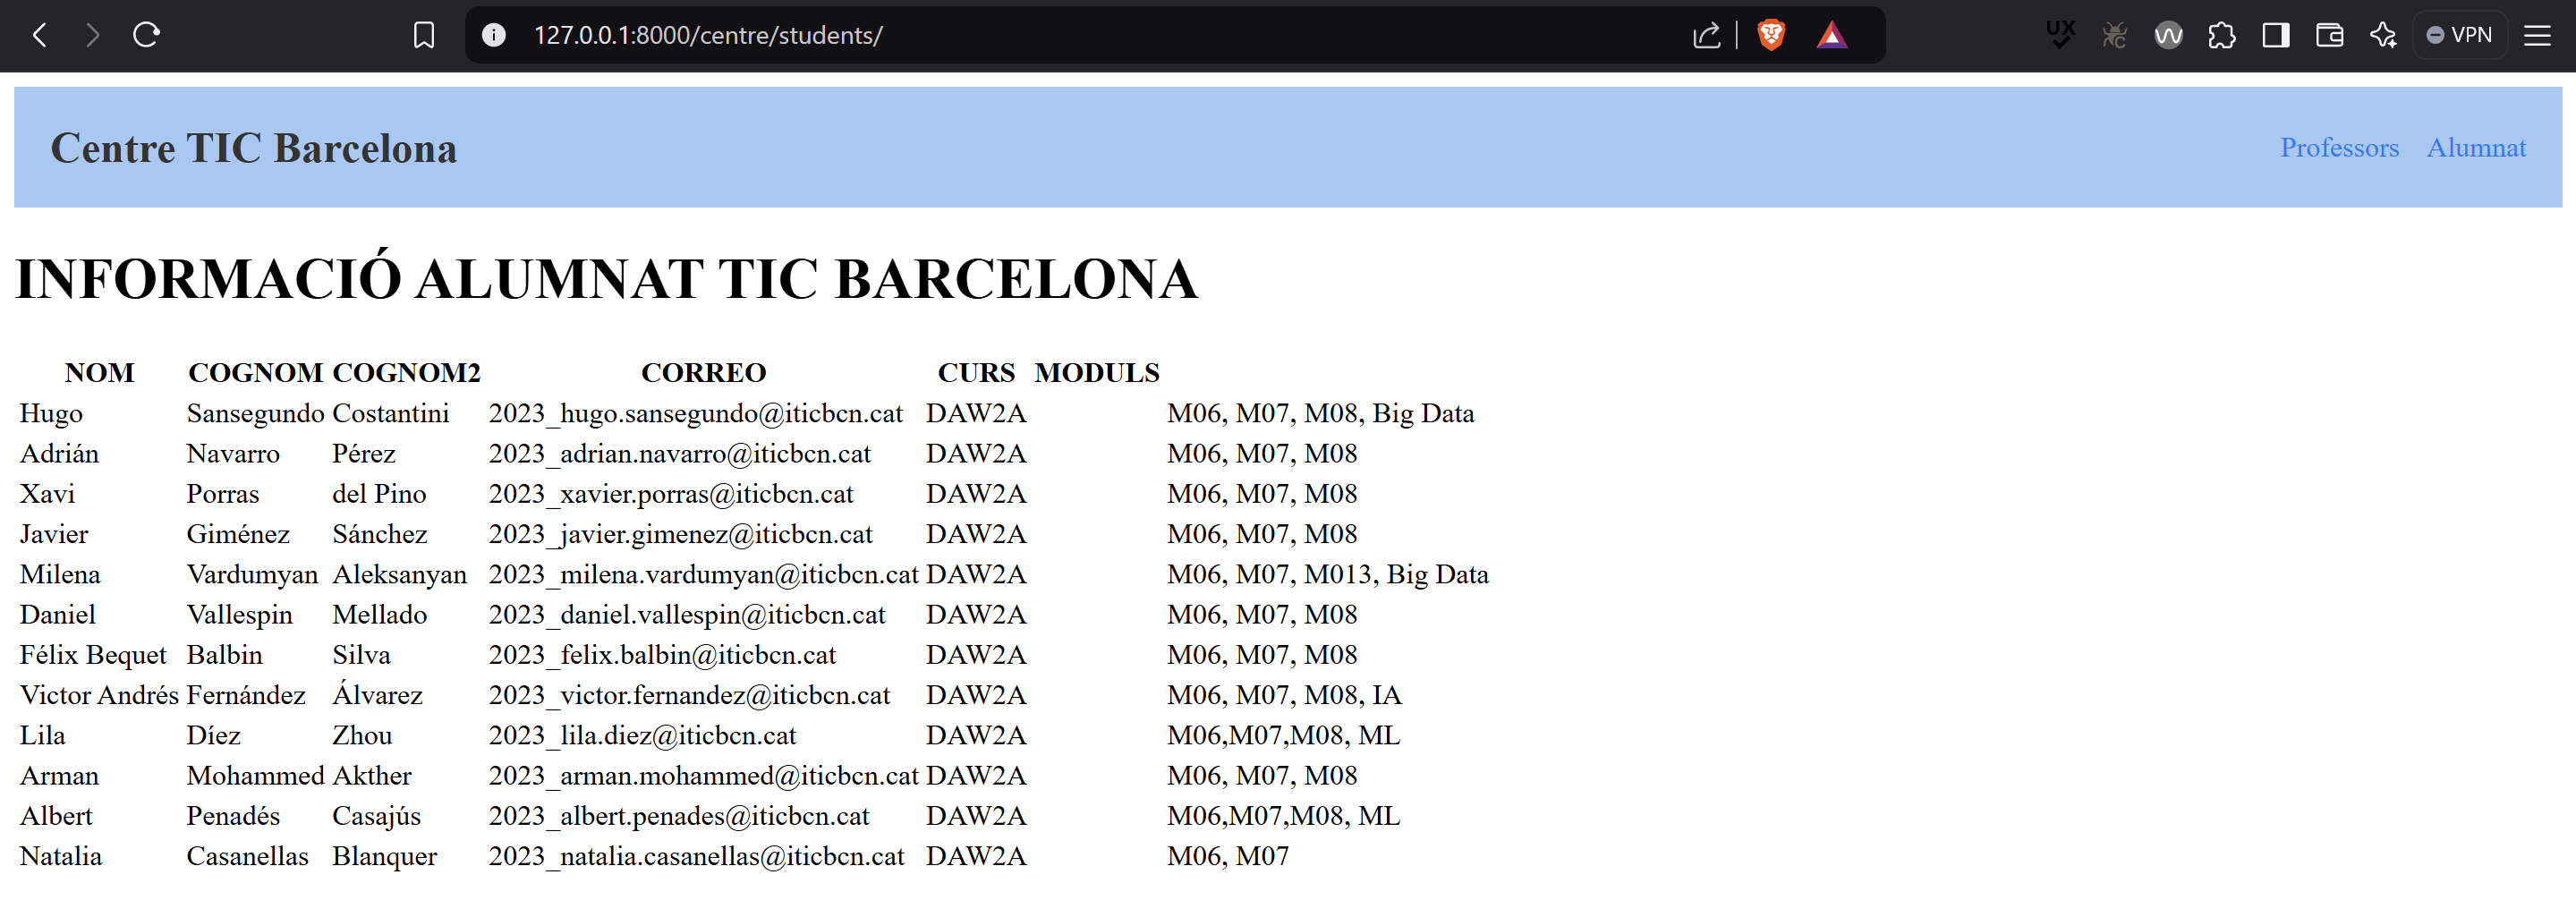 127.0.0.1:8000/centre/students/
UX
VPN
Centre TIC Barcelona
Professors Alumnat
INFORMACIÓ ALUMNAT TIC BARCELONA
NOM COGNOM COGNOM2 CORREO CURS MODULS
Hugo Sansegundo Costantini 2023_hugo.sansegundo@iticbcn.cat DAW2A M06, M07, M08, Big Data
Adrián Navarro Pérez 2023_adrian.navarro@iticbcn.cat DAW2A M06, M07, M08
Xavi Porras del Pino 2023_xavier.porras@iticbcn.cat DAW2A M06, M07, M08
Javier Giménez Sánchez 2023_javier.gimenez@iticbcn.cat DAW2A M06, M07, M08
Milena Vardumyan Aleksanyan 2023_milena.vardumyan@iticbcn.cat DAW2A M06, M07, M013, Big Data
Daniel Vallespin Mellado 2023_daniel.vallespin@iticbcn.cat DAW2A M06, M07, M08
Félix Bequet Balbin Silva 2023_felix.balbin@iticbcn.cat DAW2A M06, M07, M08
Victor Andrés Fernández Álvarez 2023_victor.fernandez@iticbcn.cat DAW2A M06, M07, M08, IA
Lila Díez Zhou 2023_lila.diez@iticbcn.cat DAW2A M06,M07,M08, ML
Arman Mohammed Akther 2023_arman.mohammed@iticbcn.cat DAW2A M06, M07, M08
Albert Penadés Casajús 2023_albert.penades@iticbcn.cat DAW2A M06,M07,M08, ML
Natalia Casanellas Blanquer 2023_natalia.casanellas@iticbcn.cat DAW2A M06, M07